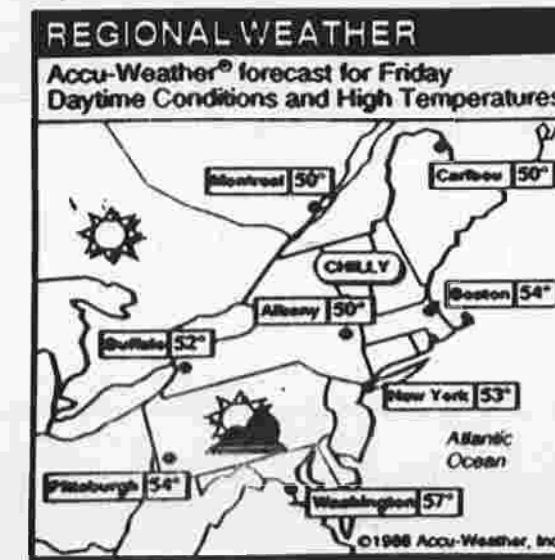 REGIONAL WEATHER
Accu-Weather® forecast for Friday
Daytime Conditions and High Temperatures
Montreal 50°
Caribou 50°
CHILLY
Albany 50°
Boston 54°
Buffalo 52°
New York 53°
Atlantic
Ocean
Pittsburgh 54°
Washington 57°
©1986 Accu-Weather, Inc